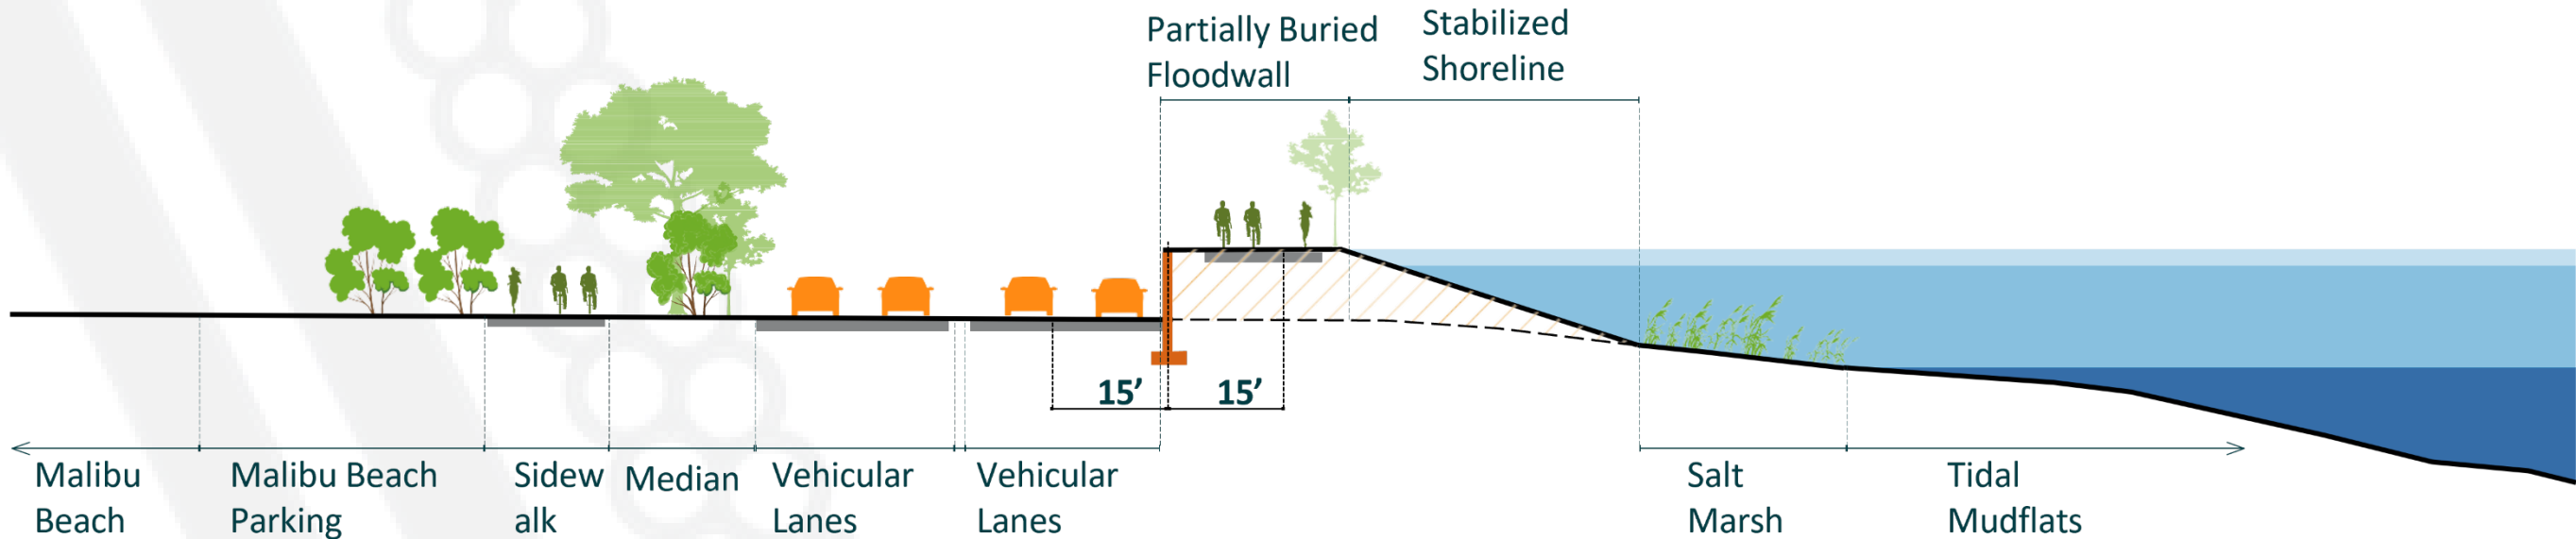 Partially Buried
Floodwall
Stabilized
Shoreline
15’
15’
Malibu
Beach
Malibu Beach
Parking
Sidew
alk
Median
Vehicular
Lanes
Vehicular
Lanes
Salt
Marsh
Tidal
Mudflats